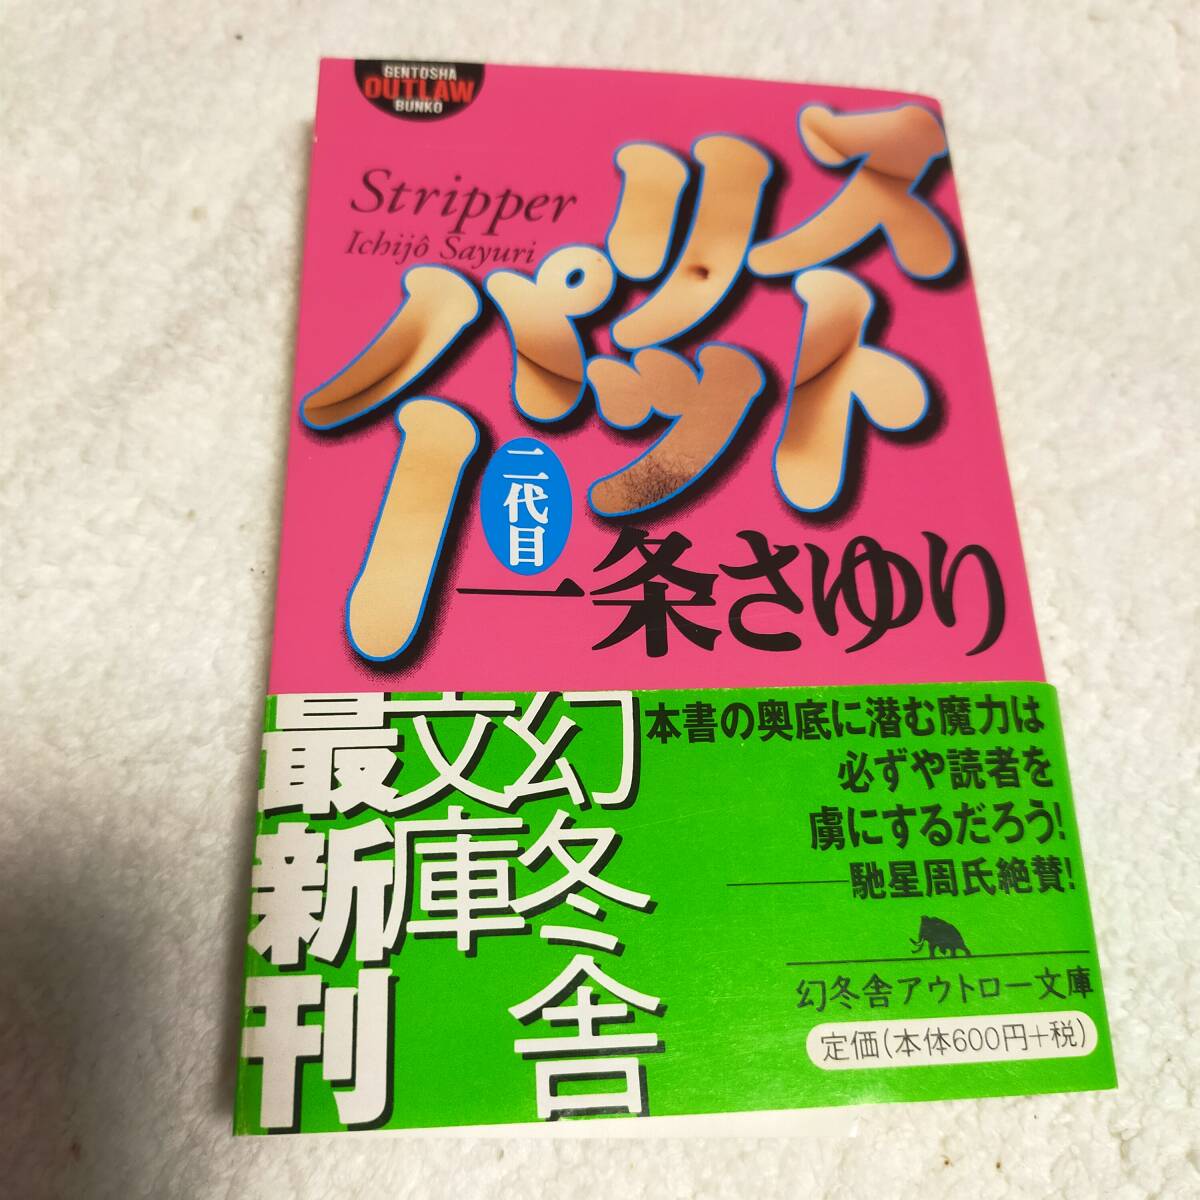 GENTOSHA
OUTLAW
BUNKO
Stripper
Ichijô Sayuri
スト
リッ
パ
ー
二代目
一条さゆり
幻冬舎
文庫
最新刊
本書の奥底に潜む魔力は
必ずや読者を
虜にするだろう!
──馳星周氏絶賛!
幻冬舎アウトロー文庫
定価(本体600円+税)